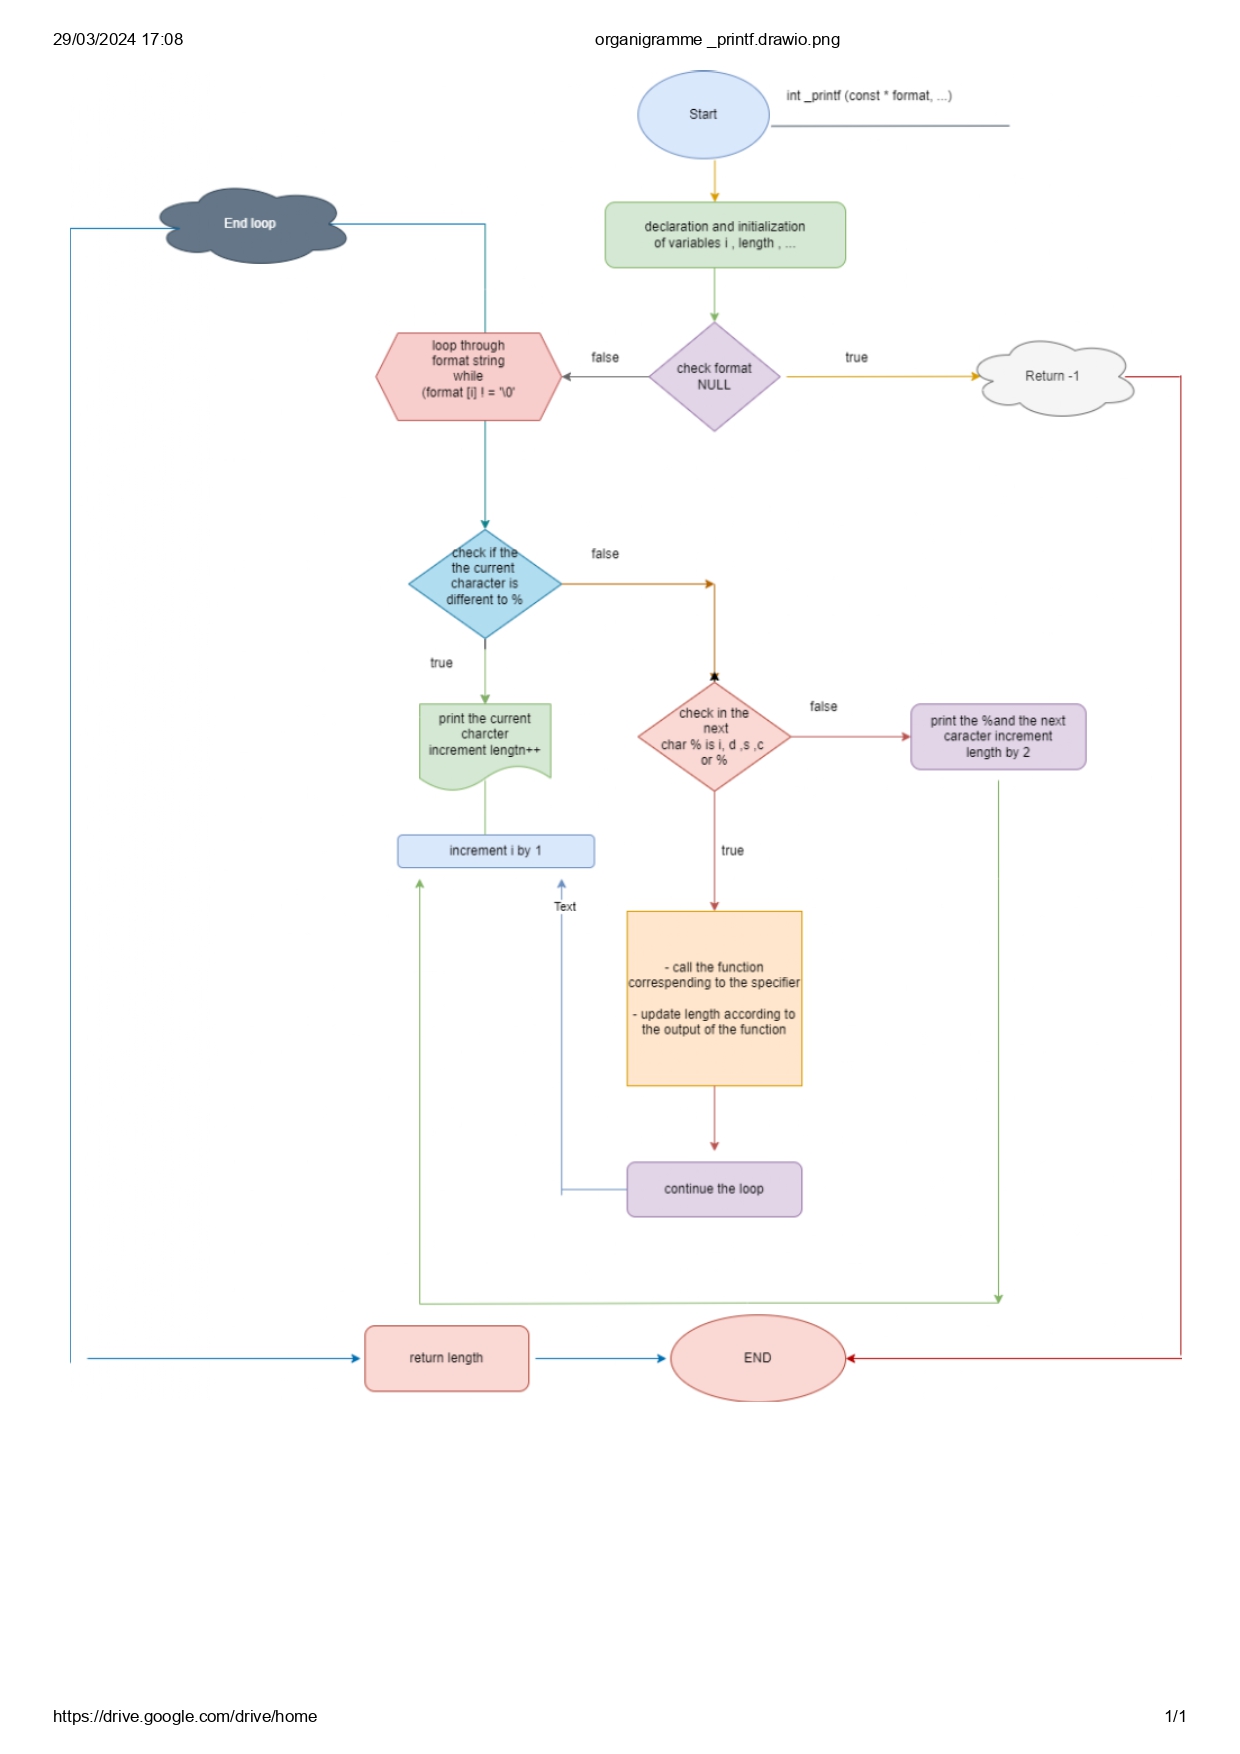 29/03/2024 17:08
organigramme _printf.drawio.png
Start
int _printf (const * format, ...)
declaration and initialization
of variables i , length , ...
End loop
loop through
format string
while
(format [i] ! = '\0'
false
check format
NULL
true
Return -1
check if the
the current
character is
different to %
false
true
print the current
charcter
increment lengtn++
check in the
next
char % is i, d ,s ,c
or %
false
print the %and the next
caracter increment
length by 2
increment i by 1
true
Text
- call the function
corresponding to the specifier
- update length according to
the output of the function
continue the loop
return length
END
https://drive.google.com/drive/home
1/1